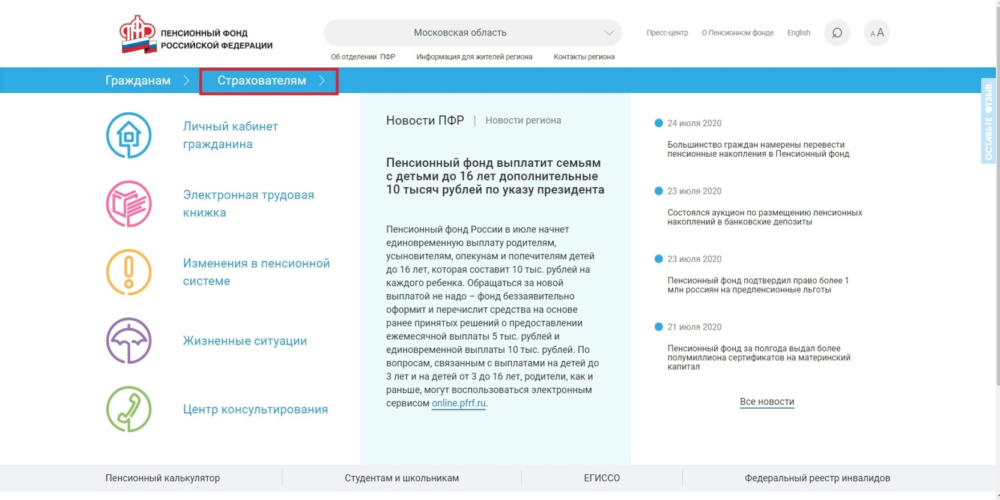 ПЕНСИОННЫЙ ФОНД
РОССИЙСКОЙ ФЕДЕРАЦИИ
Московская область
Пресс-центр
О Пенсионном фонде
English
А А
Об отделении ПФР
Информация для жителей региона
Контакты региона
Гражданам
Страхователям
ОСТАВЬТЕ ОТЗЫВ.
Личный кабинет
гражданина
Электронная трудовая
книжка
Изменения в пенсионной
системе
Жизненные ситуации
Центр консультирования
Новости ПФР | Новости региона
Пенсионный фонд выплатит семьям
с детьми до 16 лет дополнительные
10 тысяч рублей по указу президента
Пенсионный фонд России в июле начнет
единовременную выплату родителям,
усыновителям, опекунам и попечителям детей
до 16 лет, которая составит 10 тыс. рублей на
каждого ребенка. Обращаться за новой
выплатой не надо – фонд беззаявительно
оформит и перечислит средства на основе
ранее принятых решений о предоставлении
ежемесячной выплаты 5 тыс. рублей и
единовременной выплаты 10 тыс. рублей. По
вопросам, связанным с выплатами на детей до
3 лет и на детей от 3 до 16 лет, родители, как и
раньше, могут воспользоваться электронным
сервисом online.pfrf.ru.
24 июля 2020
Большинство граждан намерены перевести
пенсионные накопления в Пенсионный фонд
23 июля 2020
Состоялся аукцион по размещению пенсионных
накоплений в банковские депозиты
23 июля 2020
Пенсионный фонд подтвердил право более 1
млн россиян на предпенсионные льготы
21 июля 2020
Пенсионный фонд за полгода выдал более
полумиллиона сертификатов на материнский
капитал
Все новости
Пенсионный калькулятор
Студентам и школьникам
ЕГИССО
Федеральный реестр инвалидов